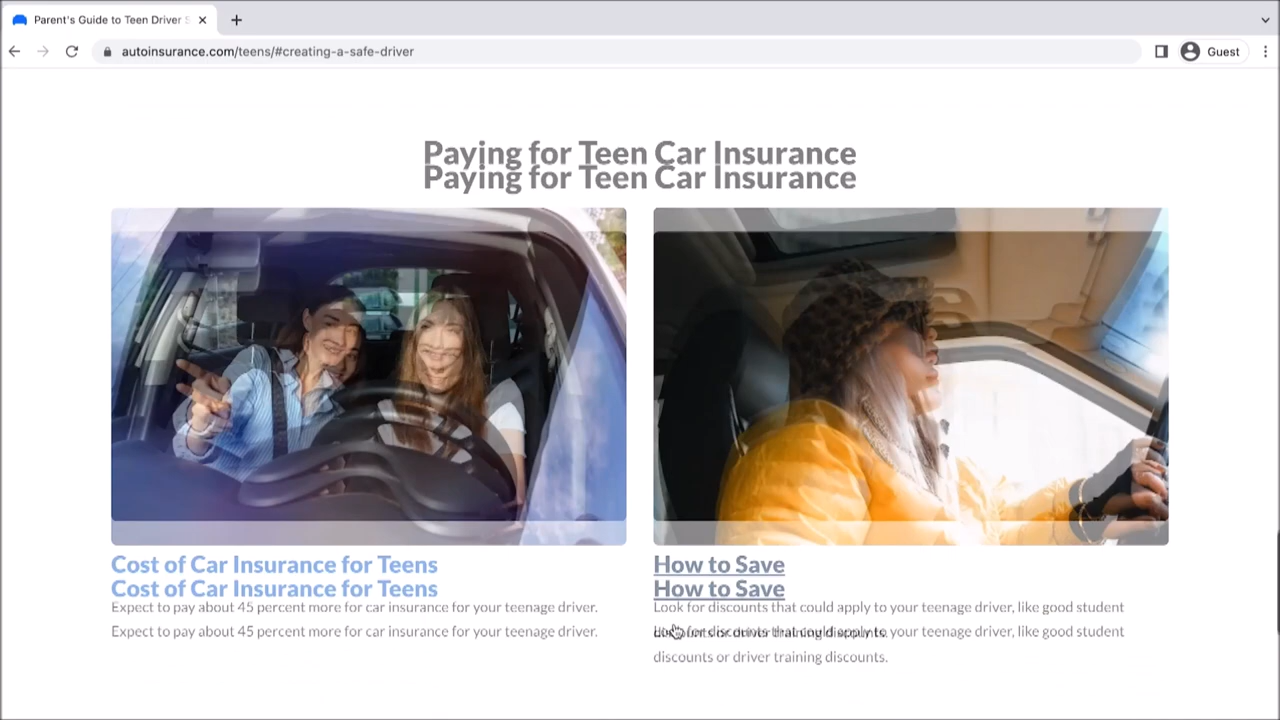 Parent's Guide to Teen Driver S
autoinsurance.com/teens/#creating-a-safe-driver
Guest
Paying for Teen Car Insurance
Paying for Teen Car Insurance
Cost of Car Insurance for Teens
Cost of Car Insurance for Teens
Expect to pay about 45 percent more for car insurance for your teenage driver.
Expect to pay about 45 percent more for car insurance for your teenage driver.
How to Save
How to Save
Look for discounts that could apply to your teenage driver, like good student
discounts or driver training discounts.
Look for discounts that could apply to your teenage driver, like good student
discounts or driver training discounts.